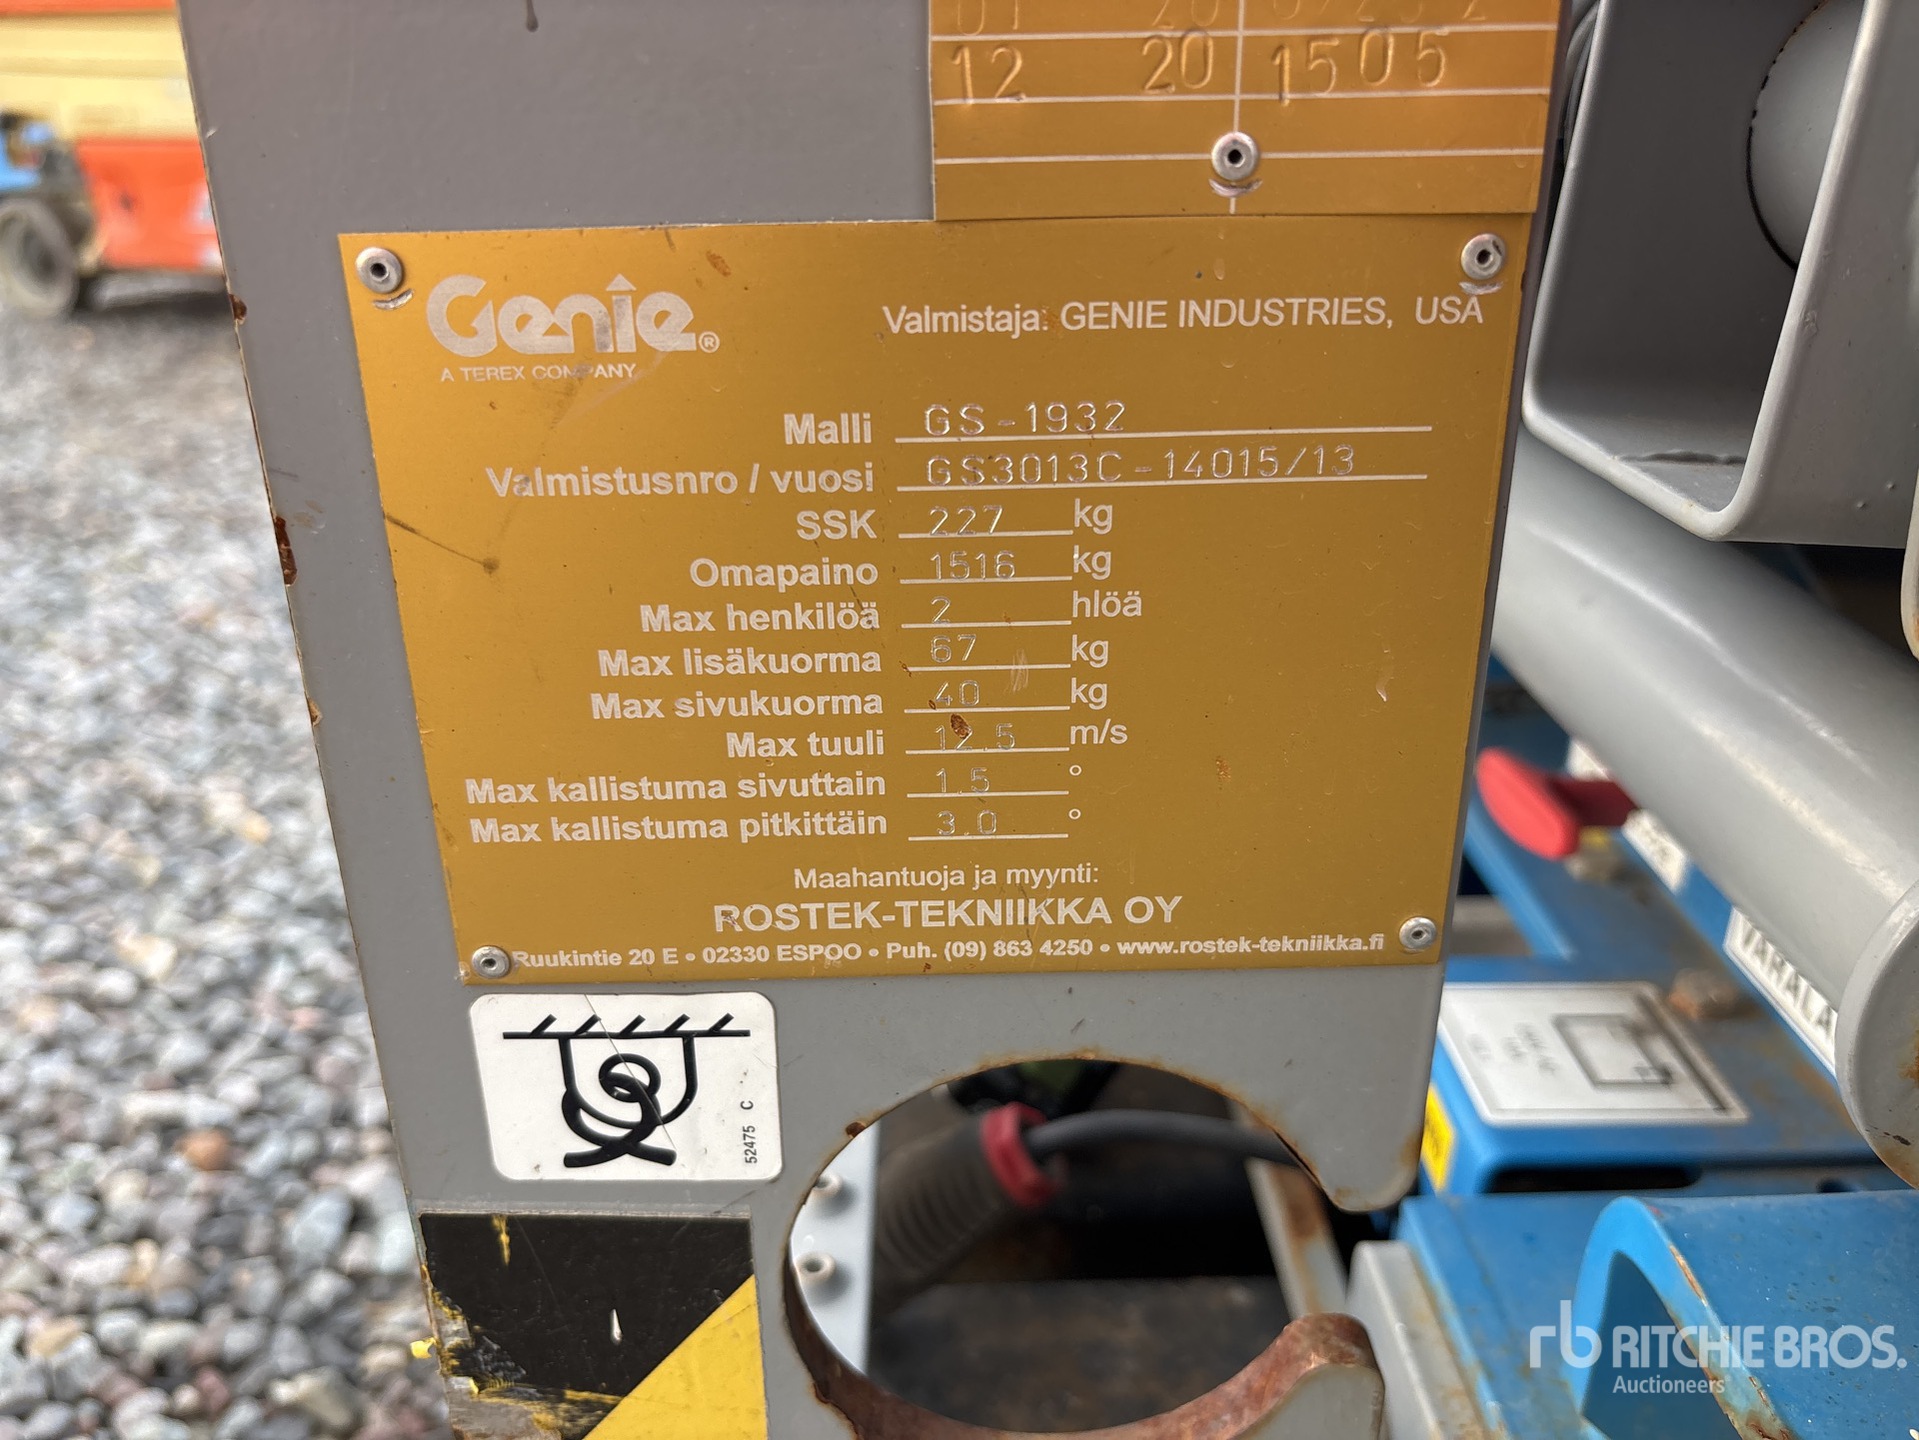 12 20 1505
Genie®
A TEREX COMPANY
Valmistaja: GENIE INDUSTRIES, USA
Malli GS-1932
Valmistusnro / vuosi GS3013C-14015/13
SSK 227 kg
Omapaino 1516 kg
Max henkilöä 2 hlöä
Max lisäkuorma 67 kg
Max sivukuorma 40 kg
Max tuuli 12.5 m/s
Max kallistuma sivuttain 1.5 °
Max kallistuma pitkittäin 3.0 °
Maahantuoja ja myynti:
ROSTEK-TEKNIIKKA OY
Ruukintie 20 E • 02330 ESPOO • Puh. (09) 863 4250 • www.rostek-tekniikka.fi
52475 C
rb RITCHIE BROS.
Auctioneers